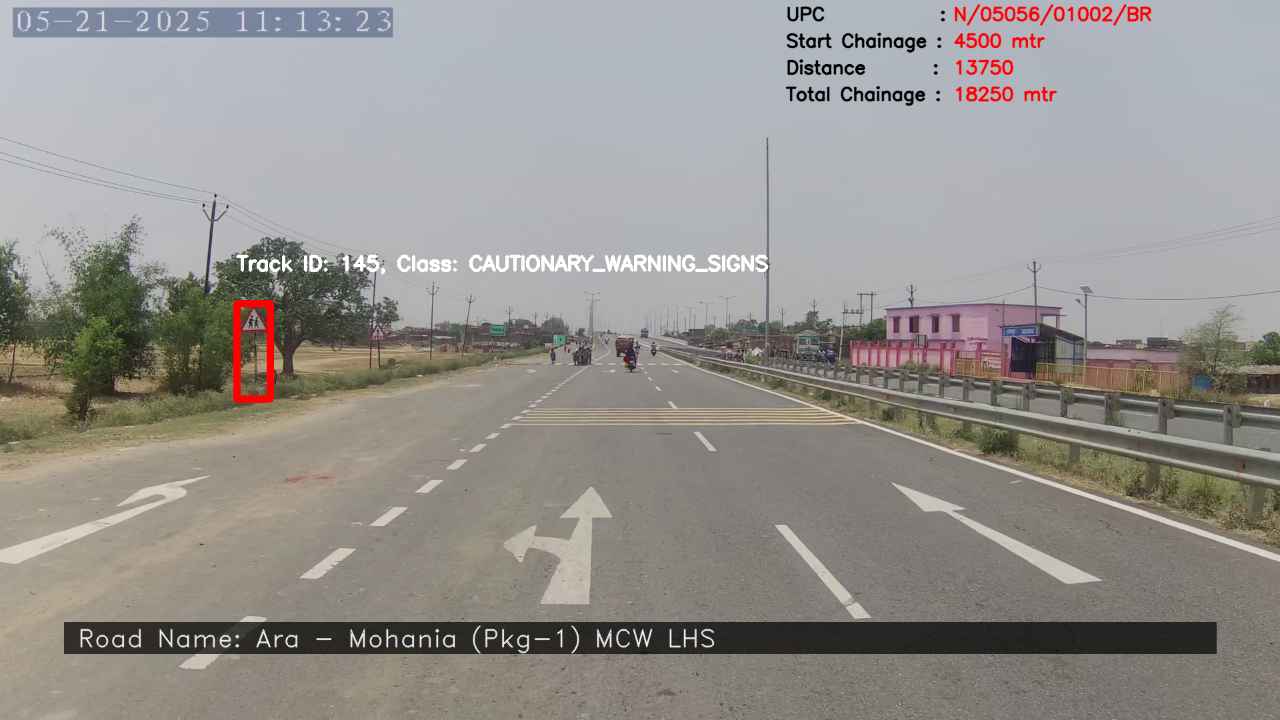 05-21-2025 11:13:23
UPC : N/05056/01002/BR
Start Chainage : 4500 mtr
Distance : 13750
Total Chainage : 18250 mtr
Track ID: 145, Class: CAUTIONARY_WARNING_SIGNS
Road Name: Ara - Mohania (Pkg-1) MCW LHS